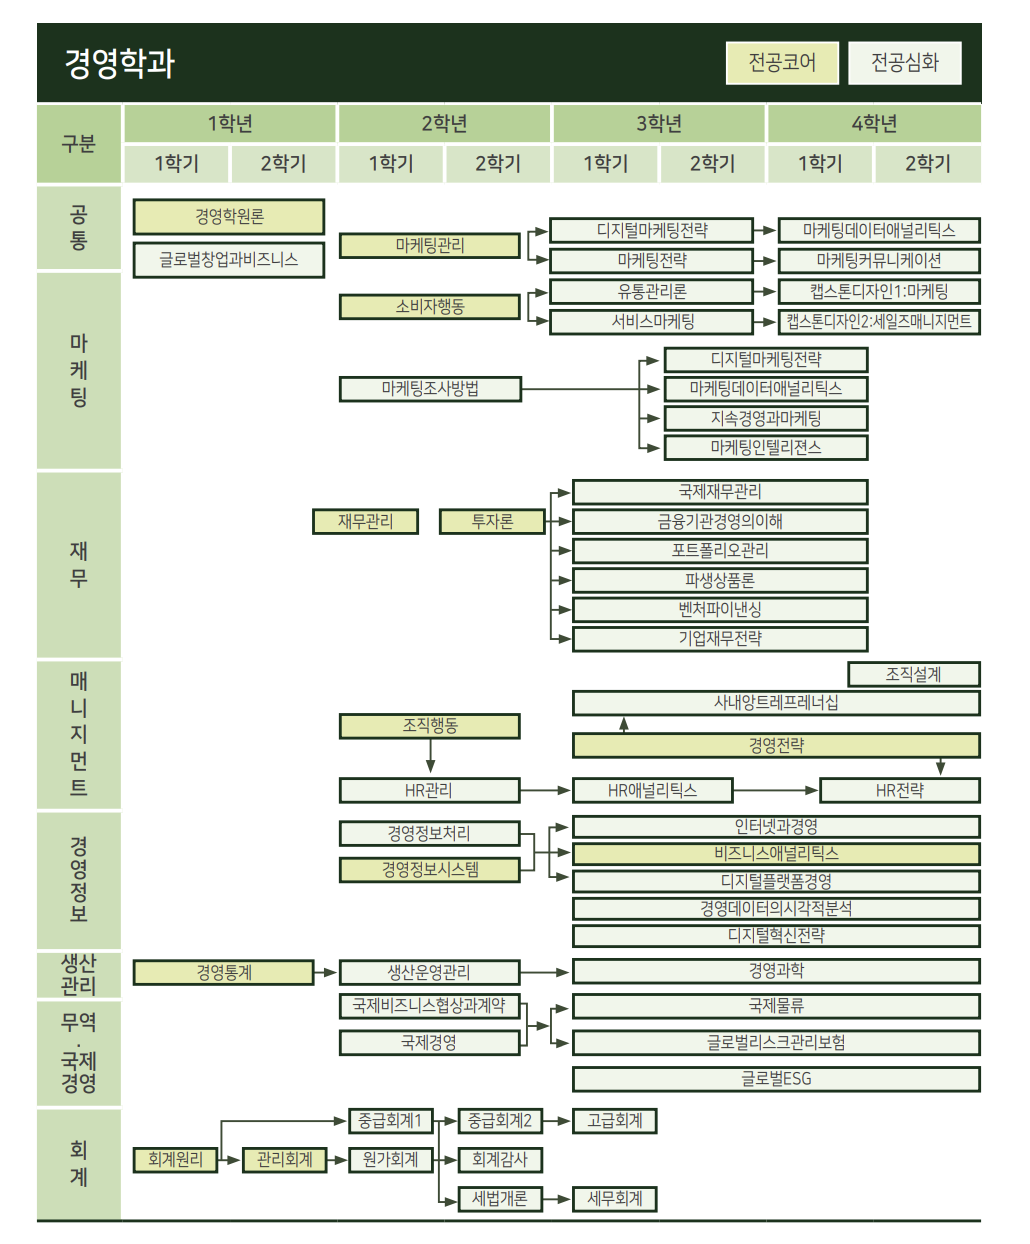 경영학과
전공코어
전공심화
구분
1학년
2학년
3학년
4학년
1학기
2학기
1학기
2학기
1학기
2학기
1학기
2학기
공
통
경영학원론
글로벌창업과비즈니스
마케팅관리
디지털마케팅전략
마케팅데이터애널리틱스
마케팅전략
마케팅커뮤니케이션
마
케
팅
소비자행동
유통관리론
캡스톤디자인1:마케팅
서비스마케팅
캡스톤디자인2:세일즈매니지먼트
마케팅조사방법
디지털마케팅전략
마케팅데이터애널리틱스
지속경영과마케팅
마케팅인텔리젼스
재
무
재무관리
투자론
국제재무관리
금융기관경영의이해
포트폴리오관리
파생상품론
벤처파이낸싱
기업재무전략
매
니
지
먼
트
조직설계
사내앙트레프레너십
조직행동
경영전략
HR관리
HR애널리틱스
HR전략
경
영
정
보
경영정보처리
경영정보시스템
인터넷과경영
비즈니스애널리틱스
디지털플랫폼경영
경영데이터의시각적분석
디지털혁신전략
생산
관리
경영통계
생산운영관리
경영과학
무역
.
국제
경영
국제비즈니스협상과계약
국제물류
국제경영
글로벌리스크관리보험
글로벌ESG
회
계
중급회계1
중급회계2
고급회계
회계원리
관리회계
원가회계
회계감사
세법개론
세무회계